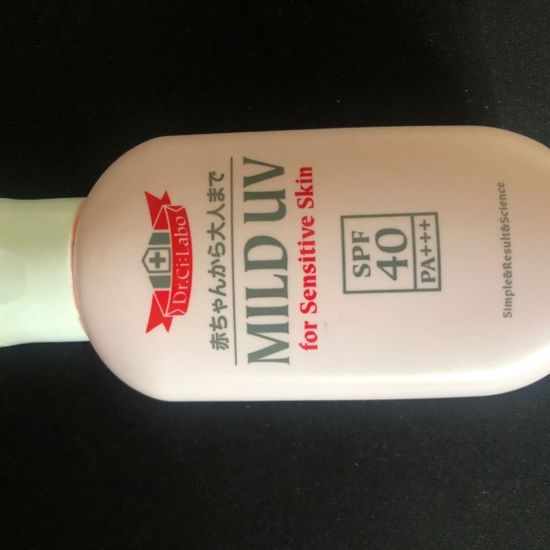 Dr.Ci:Labo
赤ちゃんから大人まで
MILD UV
for Sensitive Skin
SPF
40
PA+++
Simple&Result&Science